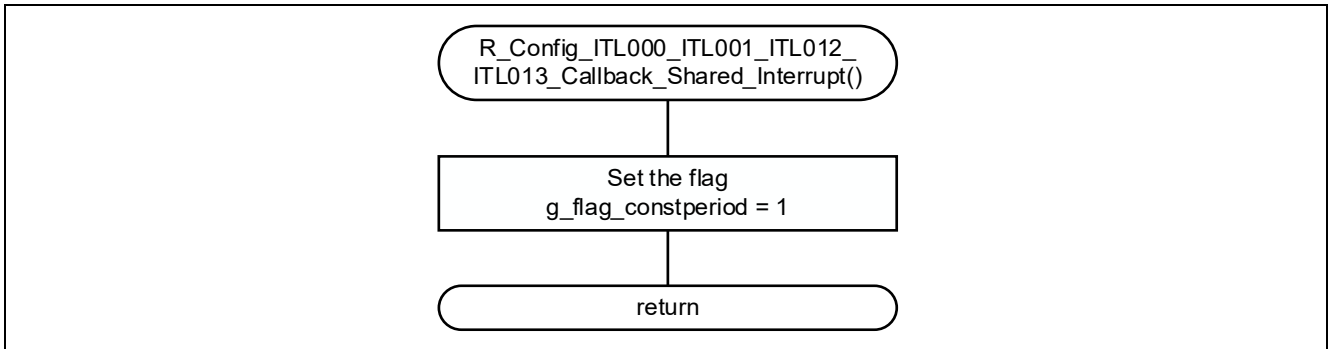 R_Config_ITL000_ITL001_ITL012_
ITL013_Callback_Shared_Interrupt()
Set the flag
g_flag_constperiod = 1
return